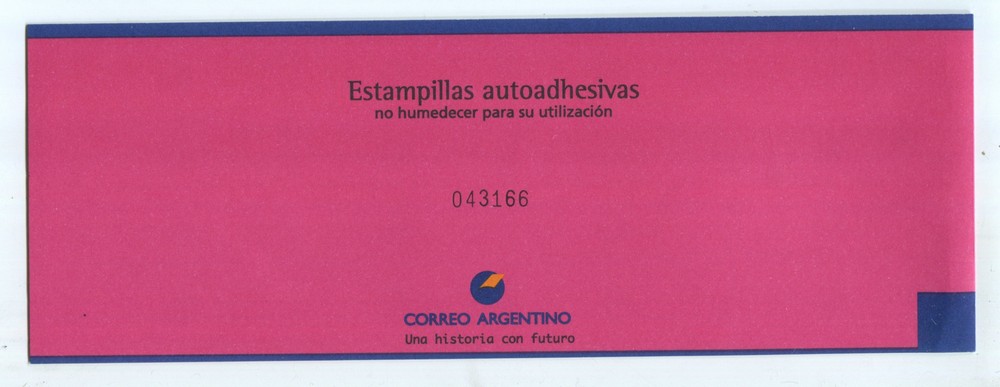 Estampillas autoadhesivas
no humedecer para su utilización
043166
CORREO ARGENTINO
Una historia con futuro